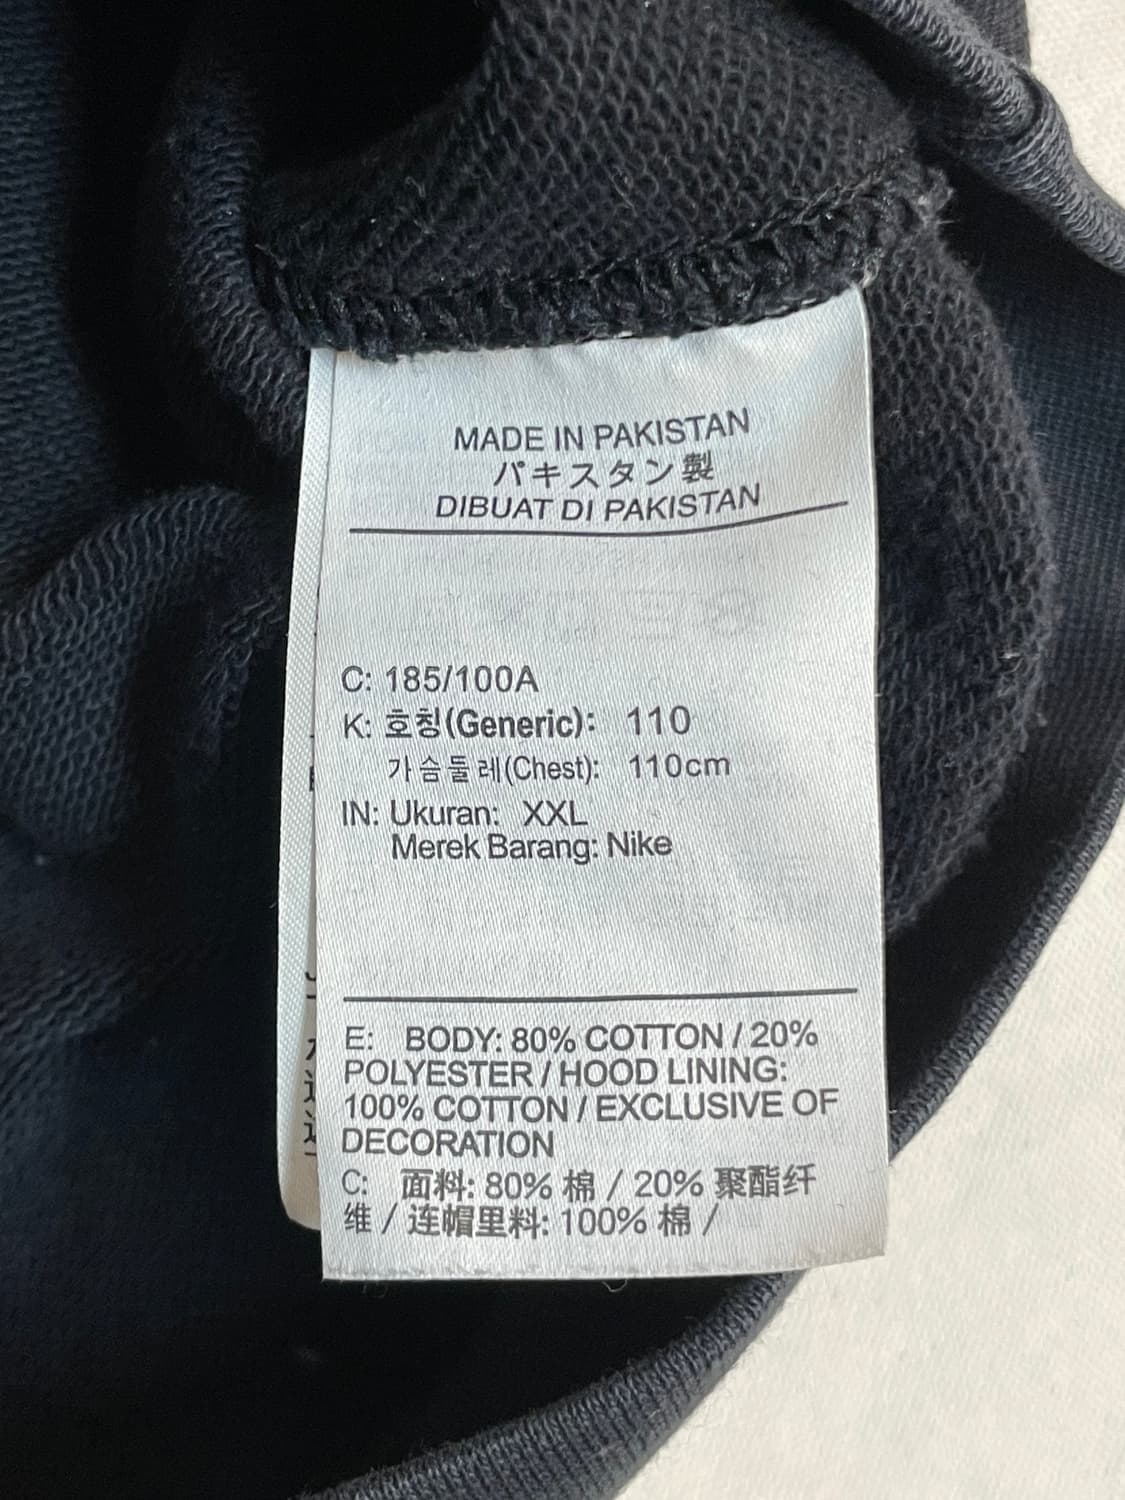 MADE IN PAKISTAN
パキスタン製
DIBUAT DI PAKISTAN
C: 185/100A
K: 호칭(Generic): 110
가슴둘레(Chest): 110cm
IN: Ukuran: XXL
Merek Barang: Nike
E: BODY: 80% COTTON / 20%
POLYESTER / HOOD LINING:
100% COTTON / EXCLUSIVE OF
DECORATION
C: 面料: 80% 棉 / 20% 聚酯纤
维 / 连帽里料: 100% 棉 /